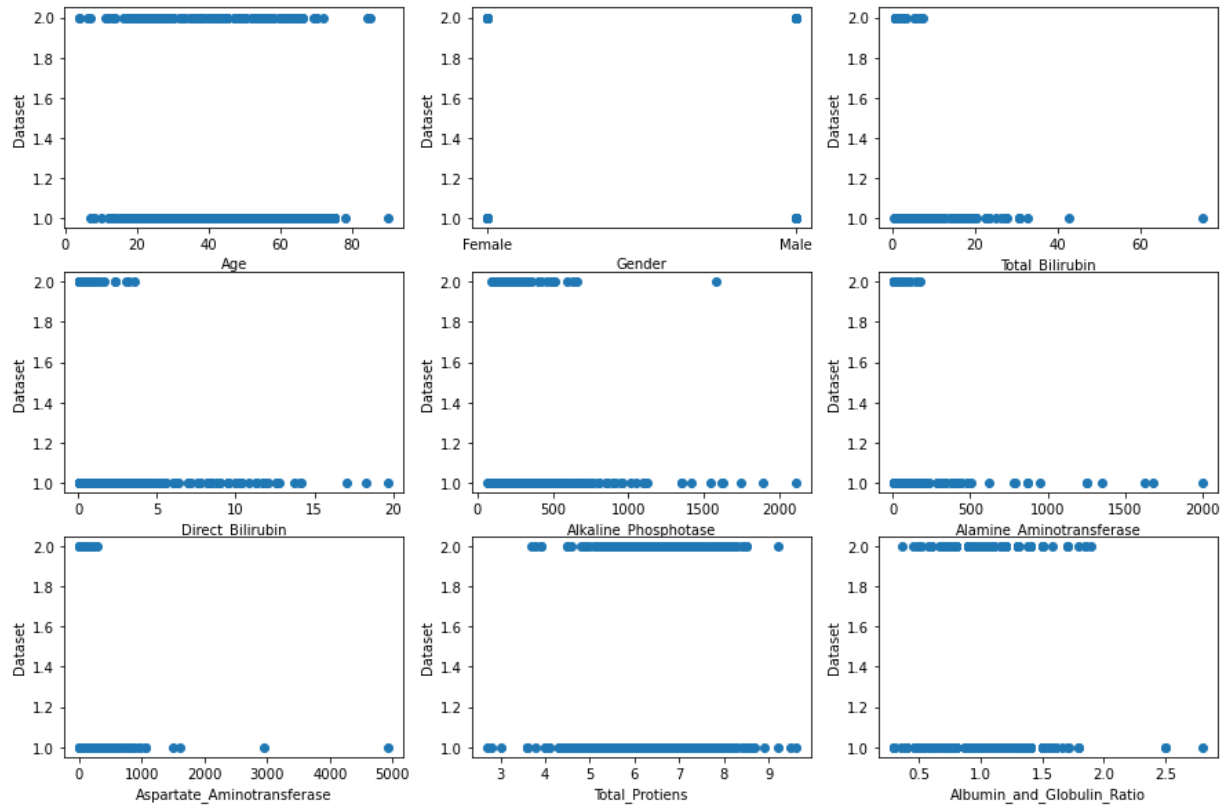 2.0
1.8
1.6
1.4
1.2
1.0
Dataset
0 20 40 60 80
Age
2.0
1.8
1.6
1.4
1.2
1.0
Dataset
Female Male
Gender
2.0
1.8
1.6
1.4
1.2
1.0
Dataset
0 20 40 60
Total_Bilirubin
2.0
1.8
1.6
1.4
1.2
1.0
Dataset
0 5 10 15 20
Direct_Bilirubin
2.0
1.8
1.6
1.4
1.2
1.0
Dataset
0 500 1000 1500 2000
Alkaline_Phosphotase
2.0
1.8
1.6
1.4
1.2
1.0
Dataset
0 500 1000 1500 2000
Alamine_Aminotransferase
2.0
1.8
1.6
1.4
1.2
1.0
Dataset
0 1000 2000 3000 4000 5000
Aspartate_Aminotransferase
2.0
1.8
1.6
1.4
1.2
1.0
Dataset
3 4 5 6 7 8 9
Total_Protiens
2.0
1.8
1.6
1.4
1.2
1.0
Dataset
0.5 1.0 1.5 2.0 2.5
Albumin_and_Globulin_Ratio